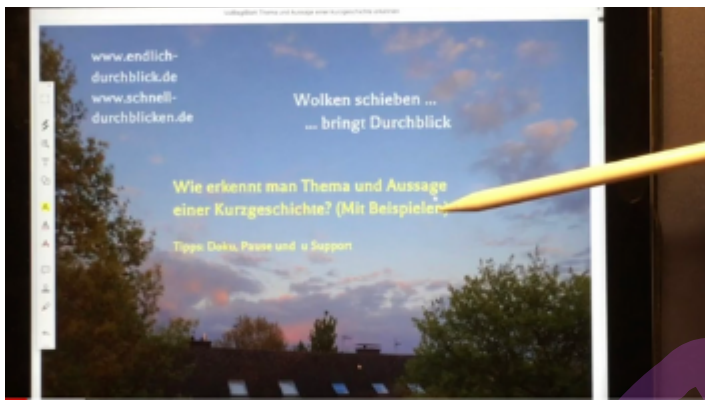 www.endlich-
durchblick.de
www.schnell-
durchblicken.de
Wolken schieben ...
.... bringt Durchblick
Wie erkennt man Thema und Aussage
einer Kurzgeschichte? (Mit Beispielen)
Tipps: Doku, Pause und u Support